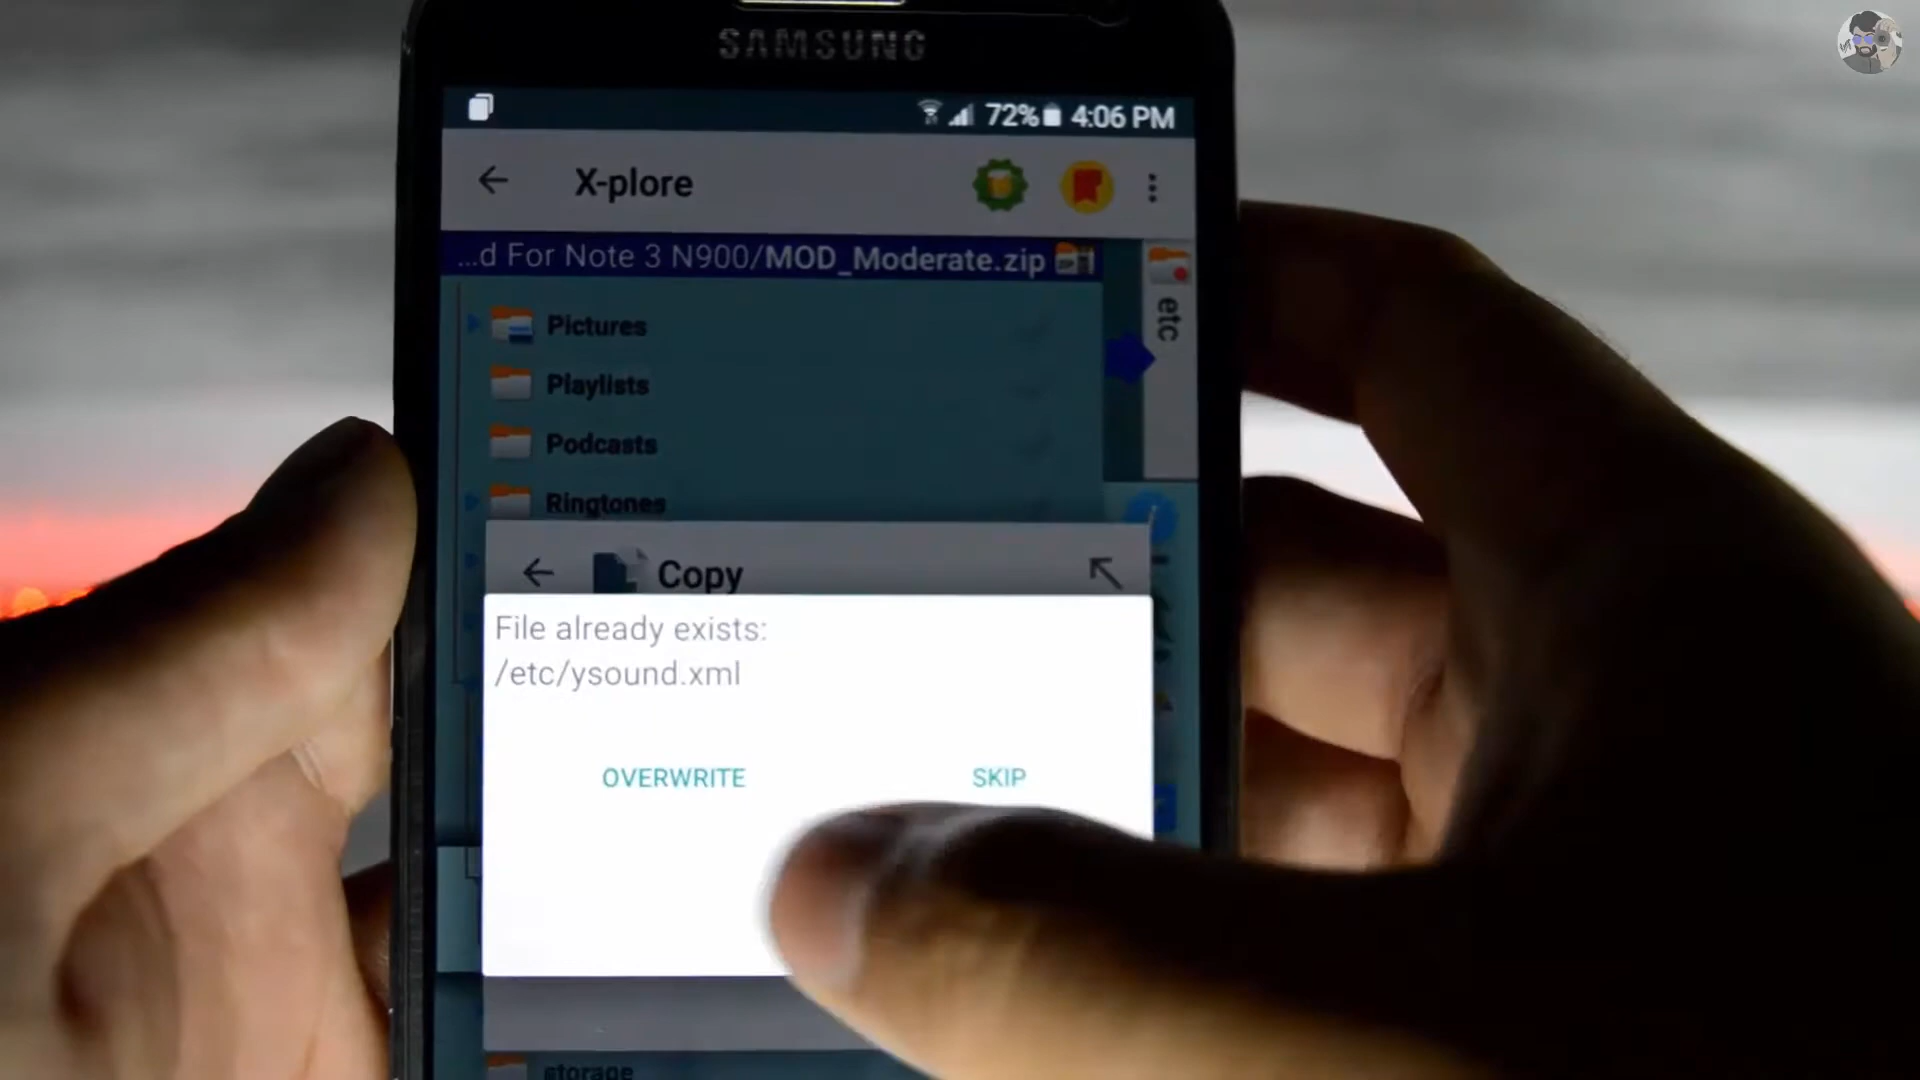 SAMSUNG
72% 4:06 PM
X-plore
...d For Note 3 N900/MOD_Moderate.zip
etc
Pictures
Playlists
Podcasts
Ringtones
Copy
File already exists:
/etc/ysound.xml
OVERWRITE SKIP
storage